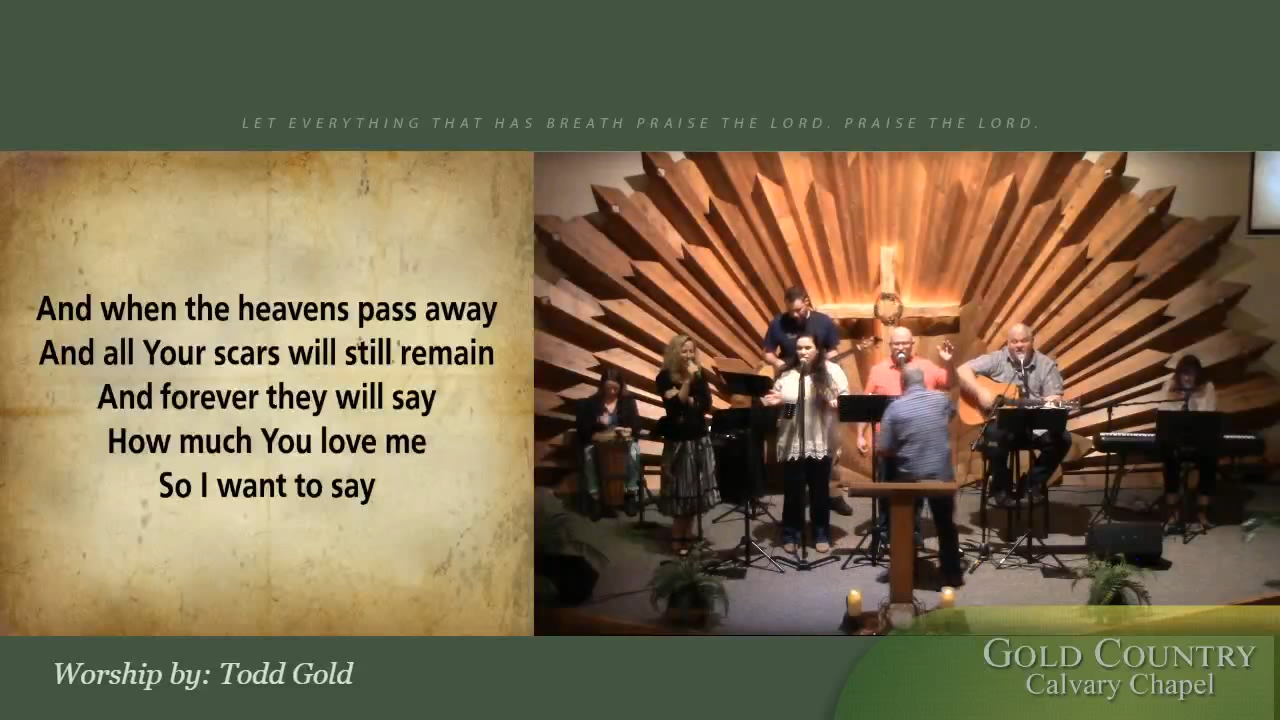 LET EVERYTHING THAT HAS BREATH PRAISE THE LORD. PRAISE THE LORD.
And when the heavens pass away
And all Your scars will still remain
And forever they will say
How much You love me
So I want to say
Worship by: Todd Gold
GOLD COUNTRY
Calvary Chapel